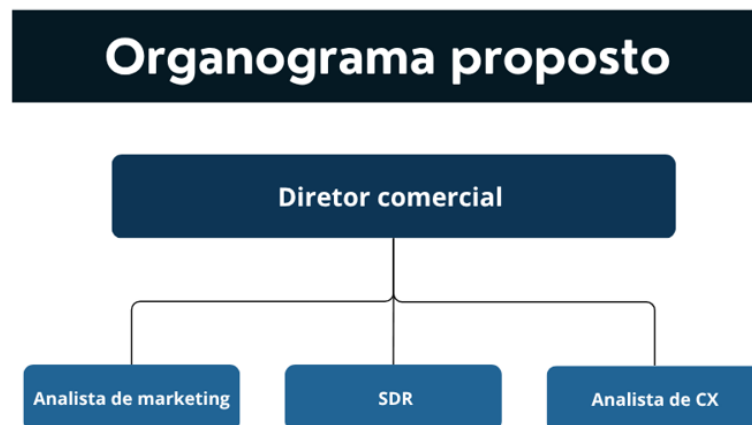 Organograma proposto
Diretor comercial
Analista de marketing
SDR
Analista de CX